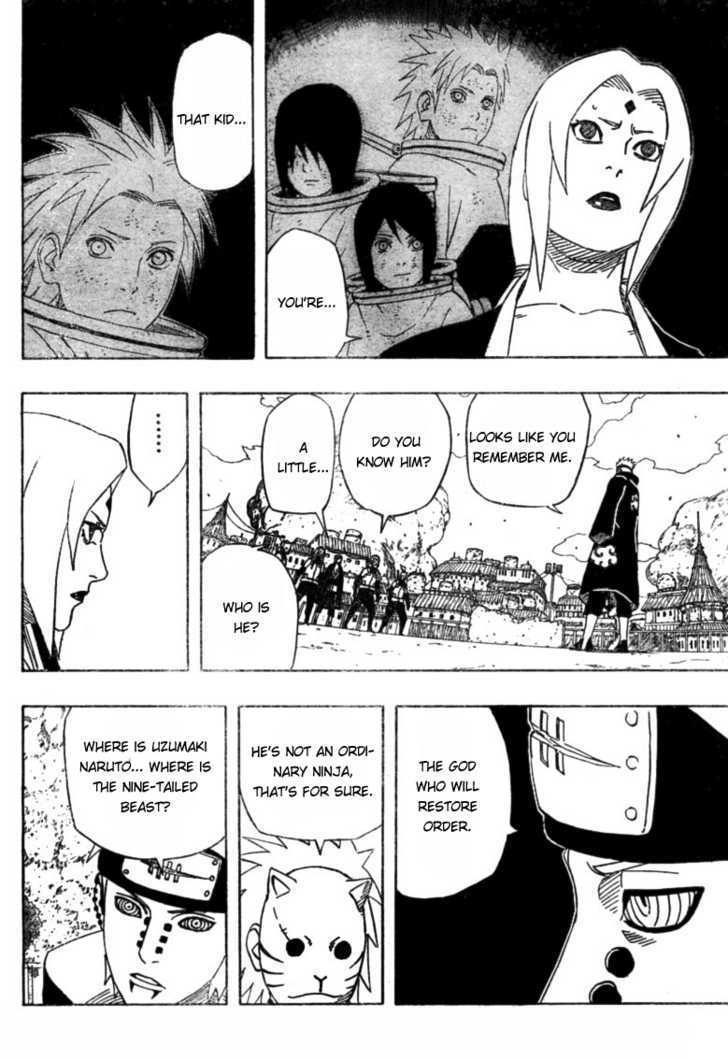 YOU'RE...
THAT KID...
LOOKS LIKE YOU
REMEMBER ME.
DO YOU
KNOW HIM?
A
LITTLE...
WHO IS
HE?
........
THE GOD
WHO WILL
RESTORE
ORDER.
HE'S NOT AN ORDI-
NARY NINJA,
THAT'S FOR SURE.
WHERE IS UZUMAKI
NARUTO... WHERE IS
THE NINE-TAILED
BEAST?